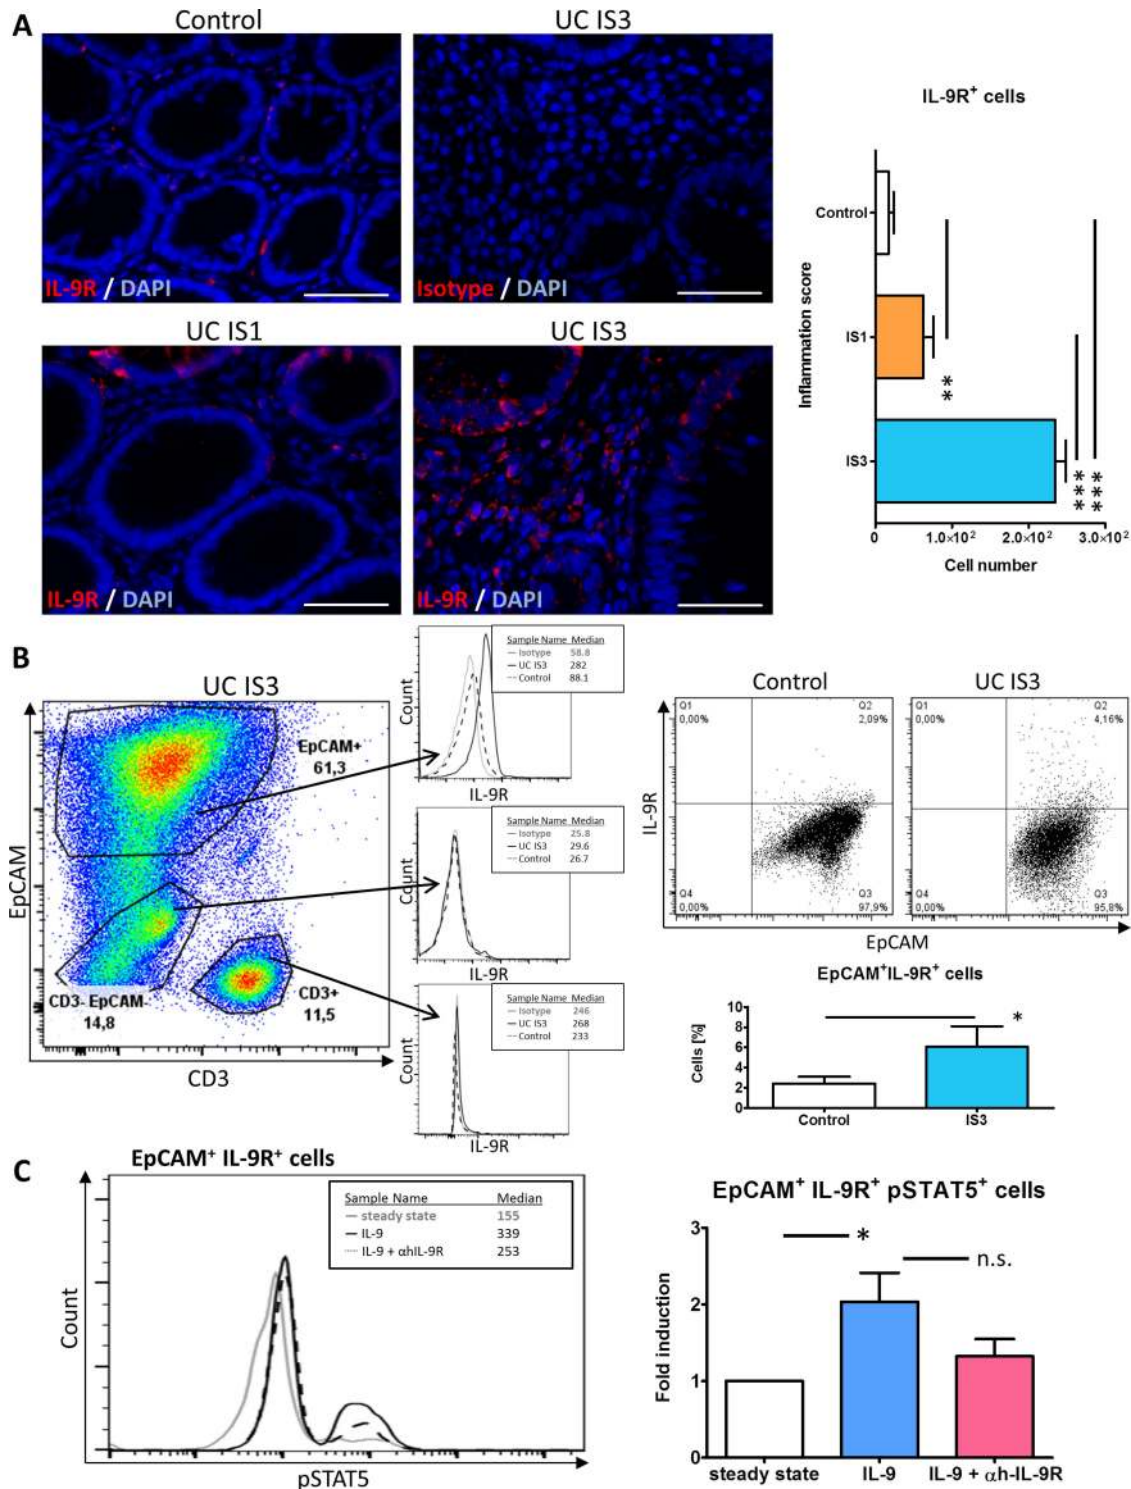 A
Control
UC IS3
IL-9R / DAPI
Isotype / DAPI
UC IS1
UC IS3
IL-9R / DAPI
IL-9R / DAPI
IL-9R⁺ cells
Inflammation score
Control
IS1
IS3
**
***
***
0
1.0×10²
2.0×10²
3.0×10²
Cell number
B
UC IS3
EpCAM
EpCAM+
61,3
CD3- EpCAM-
14,8
CD3+
11,5
CD3
Count
Sample Name Median
Isotype 58.8
UC IS3 282
Control 88.1
IL-9R
Count
Sample Name Median
Isotype 25.8
UC IS3 29.6
Control 26.7
IL-9R
Count
Sample Name Median
Isotype 246
UC IS3 268
Control 233
IL-9R
Control
UC IS3
IL-9R
Q1
0,00%
Q2
2,09%
Q4
0,00%
Q3
97,9%
Q1
0,00%
Q2
4,16%
Q4
0,00%
Q3
95,8%
EpCAM
EpCAM⁺IL-9R⁺ cells
Cells [%]
10
8
6
4
2
0
*
Control
IS3
C
EpCAM⁺ IL-9R⁺ cells
Sample Name Median
steady state 155
IL-9 339
IL-9 + αhIL-9R 253
Count
pSTAT5
EpCAM⁺ IL-9R⁺ pSTAT5⁺ cells
Fold induction
3
2
1
0
*
n.s.
steady state
IL-9
IL-9 + αh-IL-9R